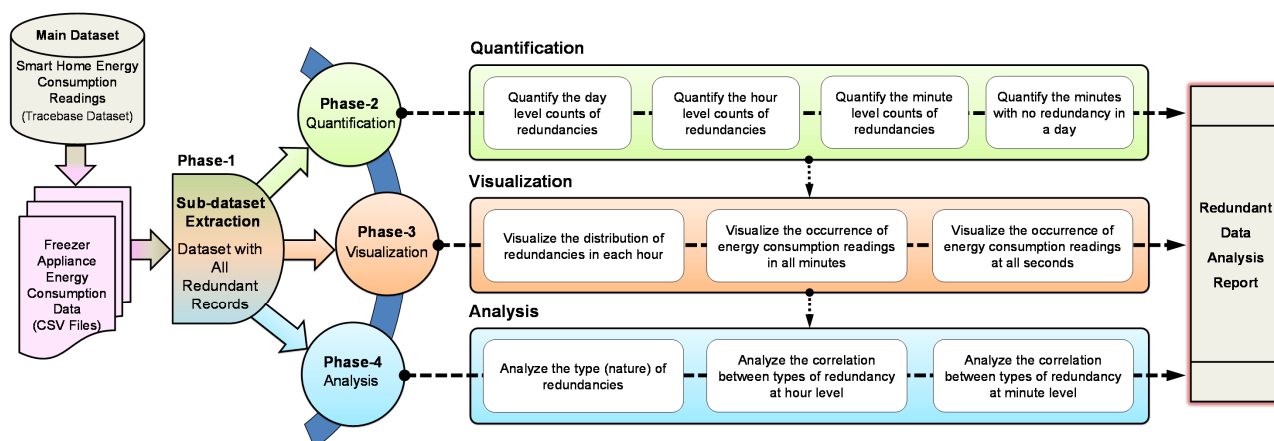 Main Dataset
Smart Home Energy
Consumption
Readings
(Tracebase Dataset)
Freezer
Appliance
Energy
Consumption
Data
(CSV Files)
Phase-1
Sub-dataset
Extraction
Dataset with
All
Redundant
Records
Phase-2
Quantification
Phase-3
Visualization
Phase-4
Analysis
Quantification
Quantify the day
level counts of
redundancies
Quantify the hour
level counts of
redundancies
Quantify the minute
level counts of
redundancies
Quantify the minutes
with no redundancy in
a day
Visualization
Visualize the distribution of
redundancies in each hour
Visualize the occurrence of
energy consumption readings
in all minutes
Visualize the occurrence of
energy consumption readings
at all seconds
Analysis
Analyze the type (nature) of
redundancies
Analyze the correlation
between types of redundancy
at hour level
Analyze the correlation
between types of redundancy
at minute level
Redundant
Data
Analysis
Report